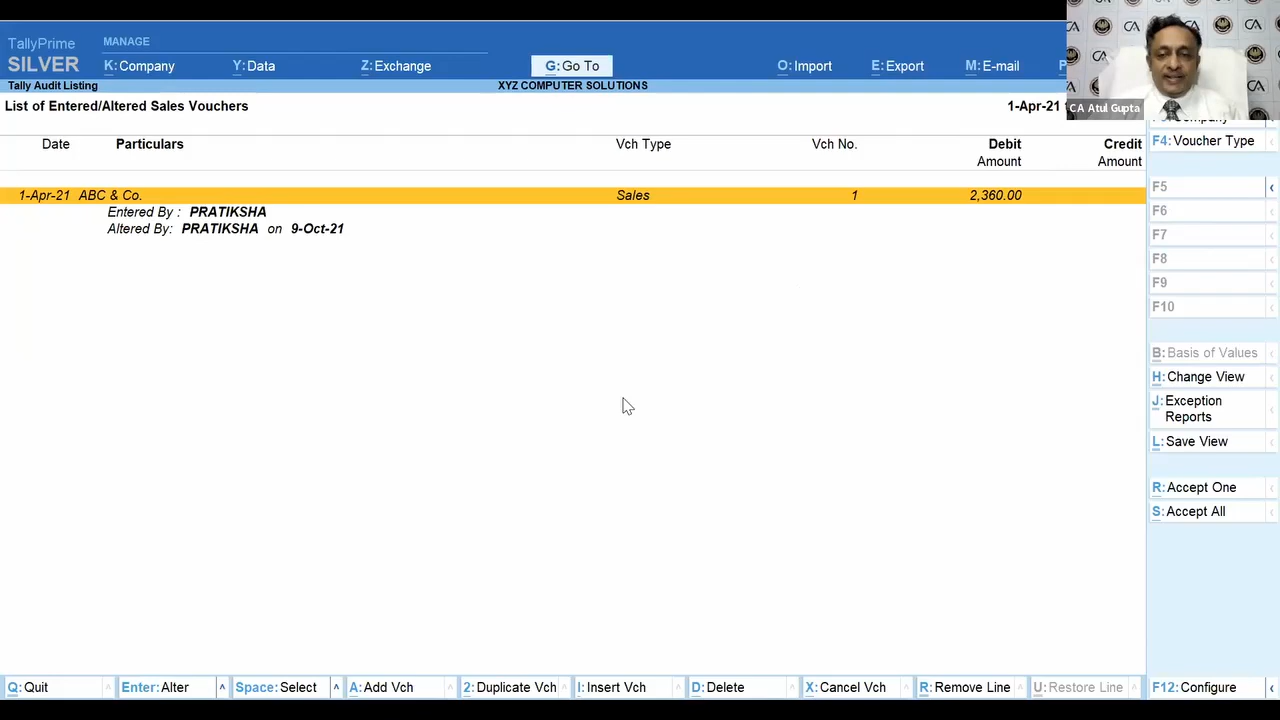 TallyPrime
SILVER
MANAGE
K:Company
Y:Data
Z:Exchange
G:Go To
O:Import
E:Export
M:E-mail
CA Atul Gupta
Tally Audit Listing
XYZ COMPUTER SOLUTIONS
List of Entered/Altered Sales Vouchers
1-Apr-21
Date Particulars Vch Type Vch No. Debit Credit
Amount Amount
1-Apr-21 ABC & Co. Sales 1 2,360.00
Entered By : PRATIKSHA
Altered By: PRATIKSHA on 9-Oct-21
F4:Voucher Type
F5
F6
F7
F8
F9
F10
B:Basis of Values
H:Change View
J:Exception
Reports
L:Save View
R:Accept One
S:Accept All
Q:Quit
Enter:Alter
Space:Select
A:Add Vch
2:Duplicate Vch
I:Insert Vch
D:Delete
X:Cancel Vch
R:Remove Line
U:Restore Line
F12:Configure